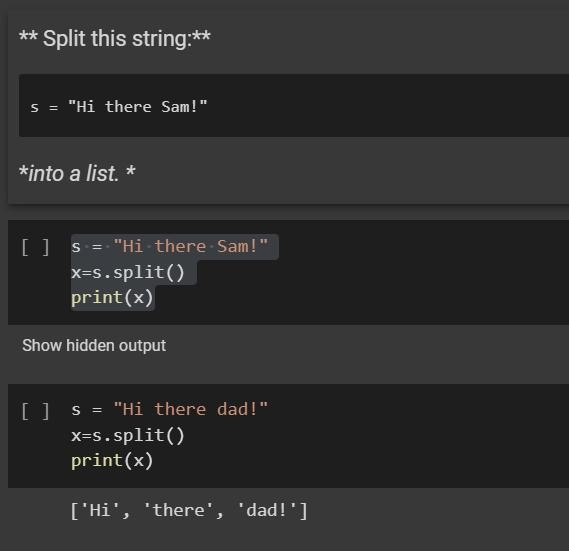 ** Split this string:**
s = "Hi there Sam!"
*into a list. *
[ ] s = "Hi there Sam!"
x=s.split()
print(x)
Show hidden output
[ ] s = "Hi there dad!"
x=s.split()
print(x)
['Hi', 'there', 'dad!']